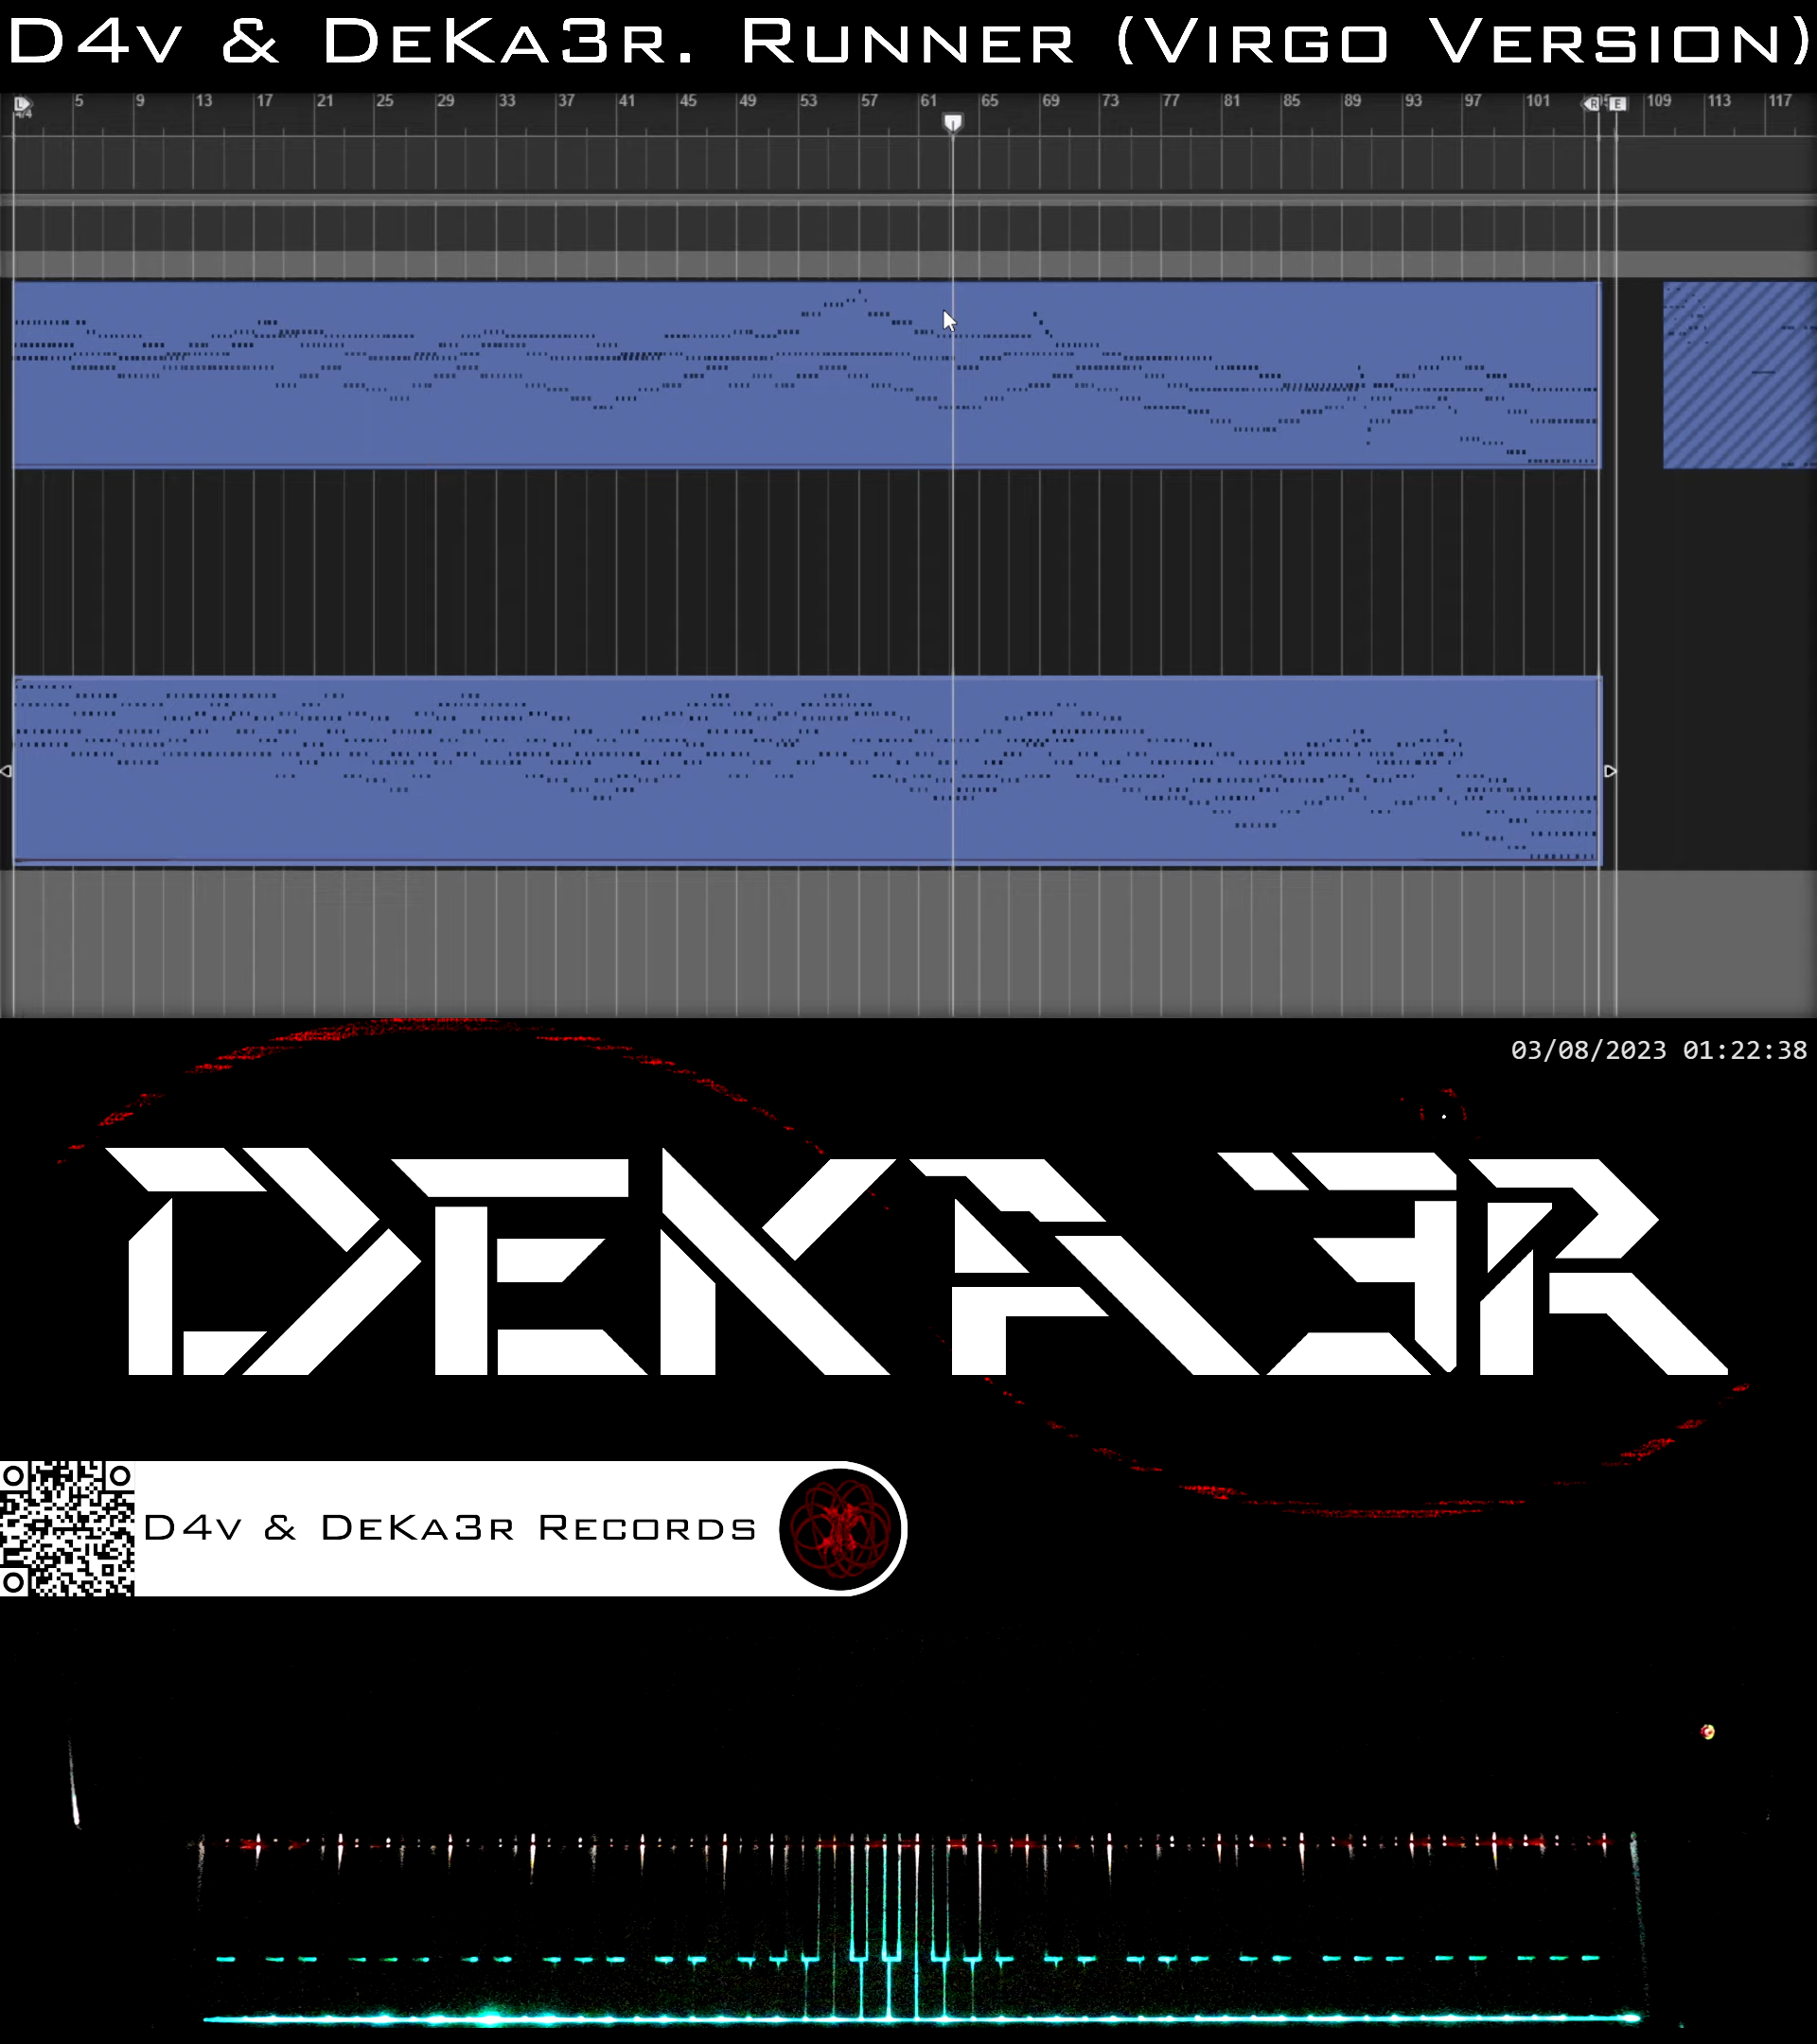 D4v & DeKa3r. Runner (Virgo Version)
5 9 13 17 21 25 29 33 37 41 45 49 53 57 61 65 69 73 77 81 85 89 93 97 101 109 113 117
L R E
4/4
03/08/2023 01:22:38
DEKA3R
D4v & DeKa3r Records